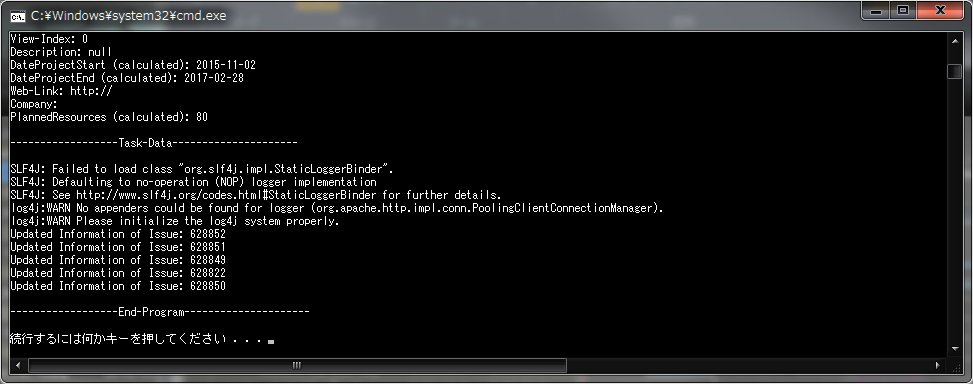 C:¥Windows¥system32¥cmd.exe
View-Index: 0
Description: null
DateProjectStart (calculated): 2015-11-02
DateProjectEnd (calculated): 2017-02-28
Web-Link: http://
Company:
PlannedResources (calculated): 80
------------------Task-Data---------------------
SLF4J: Failed to load class "org.slf4j.impl.StaticLoggerBinder".
SLF4J: Defaulting to no-operation (NOP) logger implementation
SLF4J: See http://www.slf4j.org/codes.html#StaticLoggerBinder for further details.
log4j:WARN No appenders could be found for logger (org.apache.http.impl.conn.PoolingClientConnectionManager).
log4j:WARN Please initialize the log4j system properly.
Updated Information of Issue: 628852
Updated Information of Issue: 628851
Updated Information of Issue: 628849
Updated Information of Issue: 628822
Updated Information of Issue: 628850
------------------End-Program---------------------
続行するには何かキーを押してください . . .